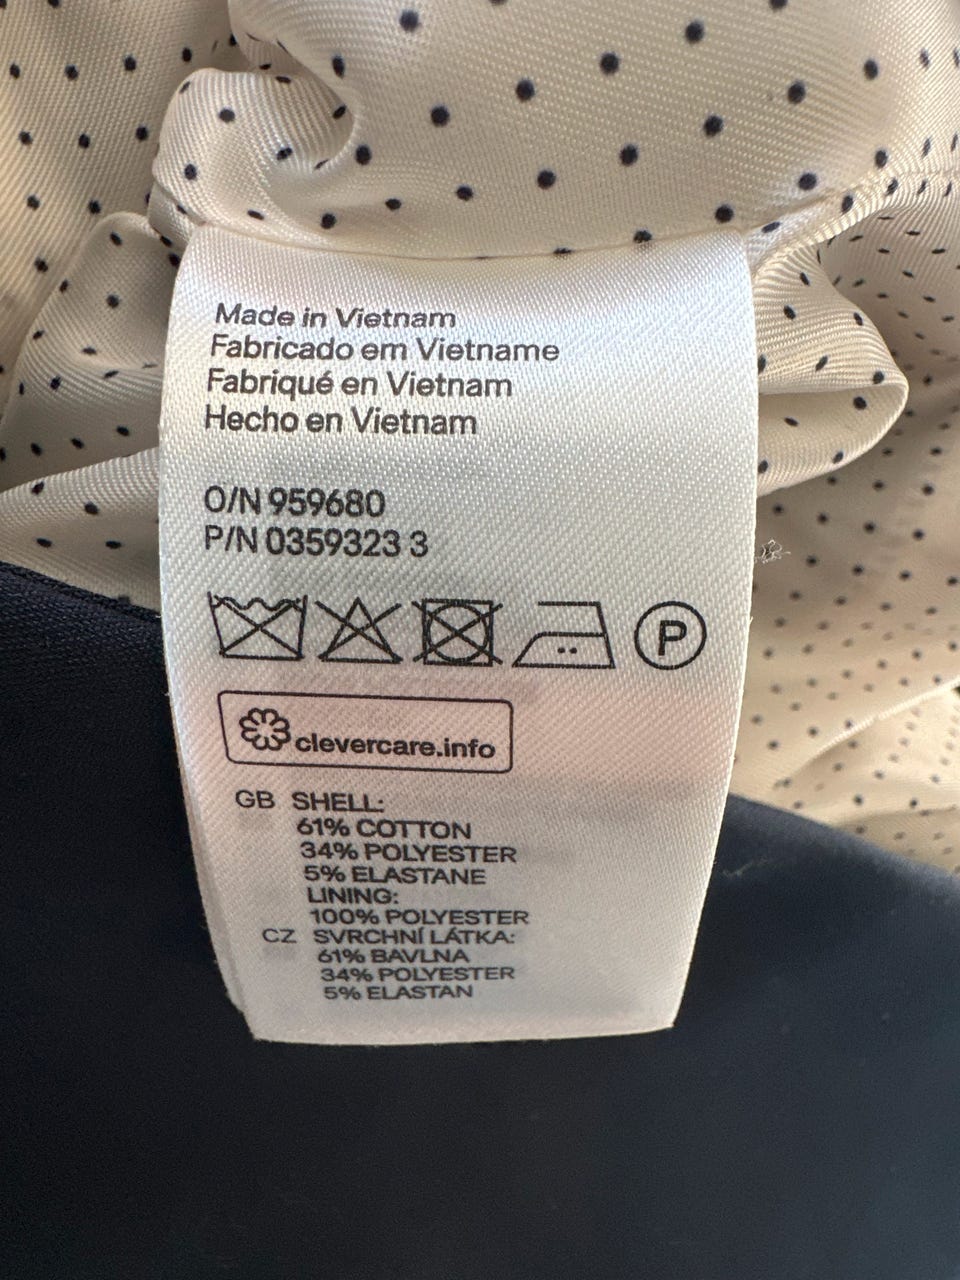 Made in Vietnam
Fabricado em Vietname
Fabriqué en Vietnam
Hecho en Vietnam
O/N 959680
P/N 0359323 3
P
clevercare.info
GB SHELL:
61% COTTON
34% POLYESTER
5% ELASTANE
LINING:
100% POLYESTER
CZ SVRCHNÍ LÁTKA:
61% BAVLNA
34% POLYESTER
5% ELASTAN